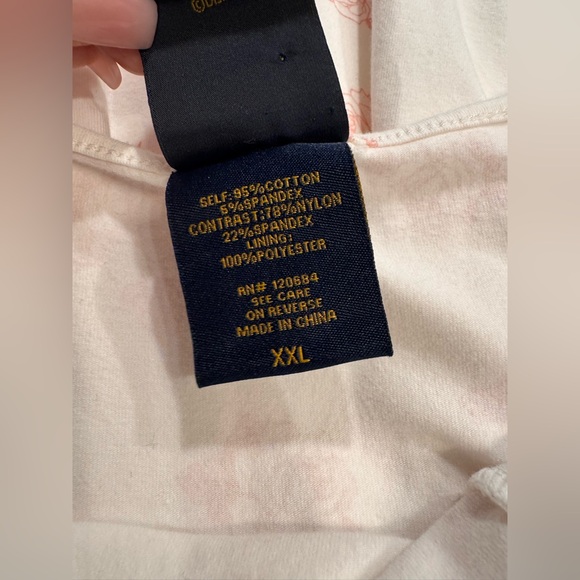 SELF:95%COTTON
5%SPANDEX
CONTRAST:78%NYLON
22%SPANDEX
LINING:
100%POLYESTER
RN# 120884
SEE CARE
ON REVERSE
MADE IN CHINA
XXL